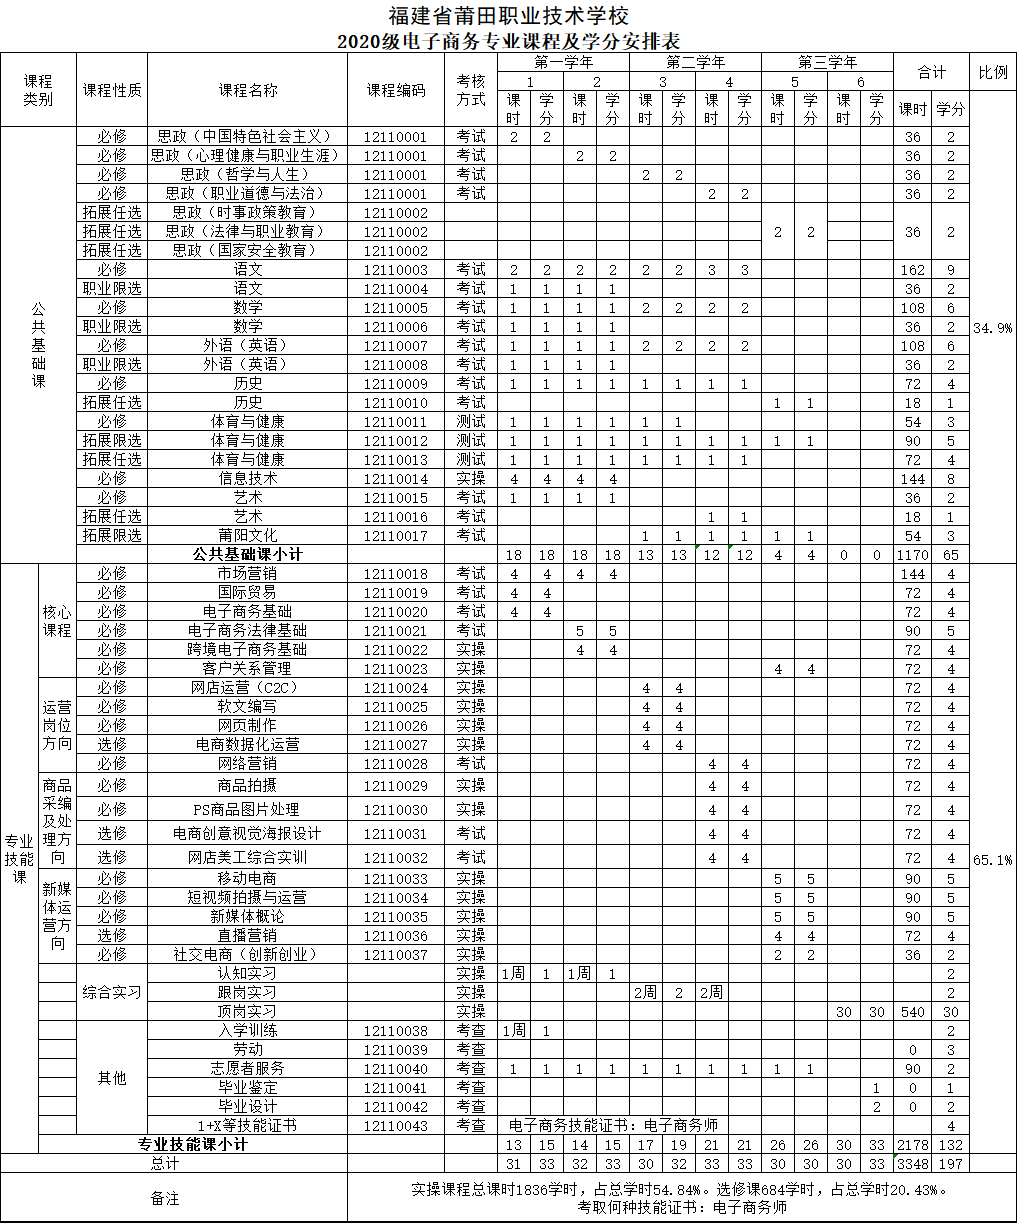 福建省莆田职业技术学校
2020级电子商务专业课程及学分安排表
课程类别 课程性质 课程名称 课程编码 考核方式 第一学年 第二学年 第三学年 合计 比例
1 2 3 4 5 6
课时 学分 课时 学分 课时 学分 课时 学分 课时 学分 课时 学分 课时 学分
公共基础课 34.9%
必修 思政（中国特色社会主义） 12110001 考试 2 2 36 2
必修 思政（心理健康与职业生涯） 12110001 考试 2 2 36 2
必修 思政（哲学与人生） 12110001 考试 2 2 36 2
必修 思政（职业道德与法治） 12110001 考试 2 2 36 2
拓展任选 思政（时事政策教育） 12110002
拓展任选 思政（法律与职业教育） 12110002 2 2 36 2
拓展任选 思政（国家安全教育） 12110002
必修 语文 12110003 考试 2 2 2 2 2 2 3 3 162 9
职业限选 语文 12110004 考试 1 1 1 1 36 2
必修 数学 12110005 考试 1 1 1 1 2 2 2 2 108 6
职业限选 数学 12110006 考试 1 1 1 1 36 2
必修 外语（英语） 12110007 考试 1 1 1 1 2 2 2 2 108 6
职业限选 外语（英语） 12110008 考试 1 1 1 1 36 2
必修 历史 12110009 考试 1 1 1 1 1 1 1 1 72 4
拓展任选 历史 12110010 考试 1 1 18 1
必修 体育与健康 12110011 测试 1 1 1 1 1 1 54 3
拓展限选 体育与健康 12110012 测试 1 1 1 1 1 1 1 1 1 1 90 5
拓展任选 体育与健康 12110013 测试 1 1 1 1 1 1 1 1 72 4
必修 信息技术 12110014 实操 4 4 4 4 144 8
必修 艺术 12110015 考试 1 1 1 1 36 2
拓展任选 艺术 12110016 考试 1 1 18 1
拓展限选 莆阳文化 12110017 考试 1 1 1 1 1 1 54 3
公共基础课小计 18 18 18 18 13 13 12 12 4 4 0 0 1170 65
专业技能课 65.1%
核心课程
必修 市场营销 12110018 考试 4 4 4 4 144 4
必修 国际贸易 12110019 考试 4 4 72 4
必修 电子商务基础 12110020 考试 4 4 72 4
必修 电子商务法律基础 12110021 考试 5 5 90 5
必修 跨境电子商务基础 12110022 实操 4 4 72 4
必修 客户关系管理 12110023 实操 4 4 72 4
运营岗位方向
必修 网店运营（C2C） 12110024 实操 4 4 72 4
必修 软文编写 12110025 实操 4 4 72 4
必修 网页制作 12110026 实操 4 4 72 4
选修 电商数据化运营 12110027 实操 4 4 72 4
必修 网络营销 12110028 考试 4 4 72 4
商品采编及处理方向
必修 商品拍摄 12110029 实操 4 4 72 4
必修 PS商品图片处理 12110030 实操 4 4 72 4
选修 电商创意视觉海报设计 12110031 考试 4 4 72 4
选修 网店美工综合实训 12110032 考试 4 4 72 4
新媒体运营方向
必修 移动电商 12110033 实操 5 5 90 5
必修 短视频拍摄与运营 12110034 实操 5 5 90 5
必修 新媒体概论 12110035 实操 5 5 90 5
选修 直播营销 12110036 实操 4 4 72 4
必修 社交电商（创新创业） 12110037 实操 2 2 36 2
综合实习
认知实习 实操 1周 1 1周 1 2
跟岗实习 实操 2周 2 2周 2
顶岗实习 实操 30 30 540 30
其他
入学训练 12110038 考查 1周 1 2
劳动 12110039 考查 0 3
志愿者服务 12110040 考查 1 1 1 1 1 1 1 1 1 1 90 2
毕业鉴定 12110041 考查 1 0 1
毕业设计 12110042 考查 2 0 2
1+X等技能证书 12110043 考查 电子商务技能证书：电子商务师 4
专业技能课小计 13 15 14 15 17 19 21 21 26 26 30 33 2178 132
总计 31 33 32 33 30 32 33 33 30 30 30 33 3348 197
备注 实操课程总课时1836学时，占总学时54.84%。选修课684学时，占总学时20.43%。
考取何种技能证书：电子商务师